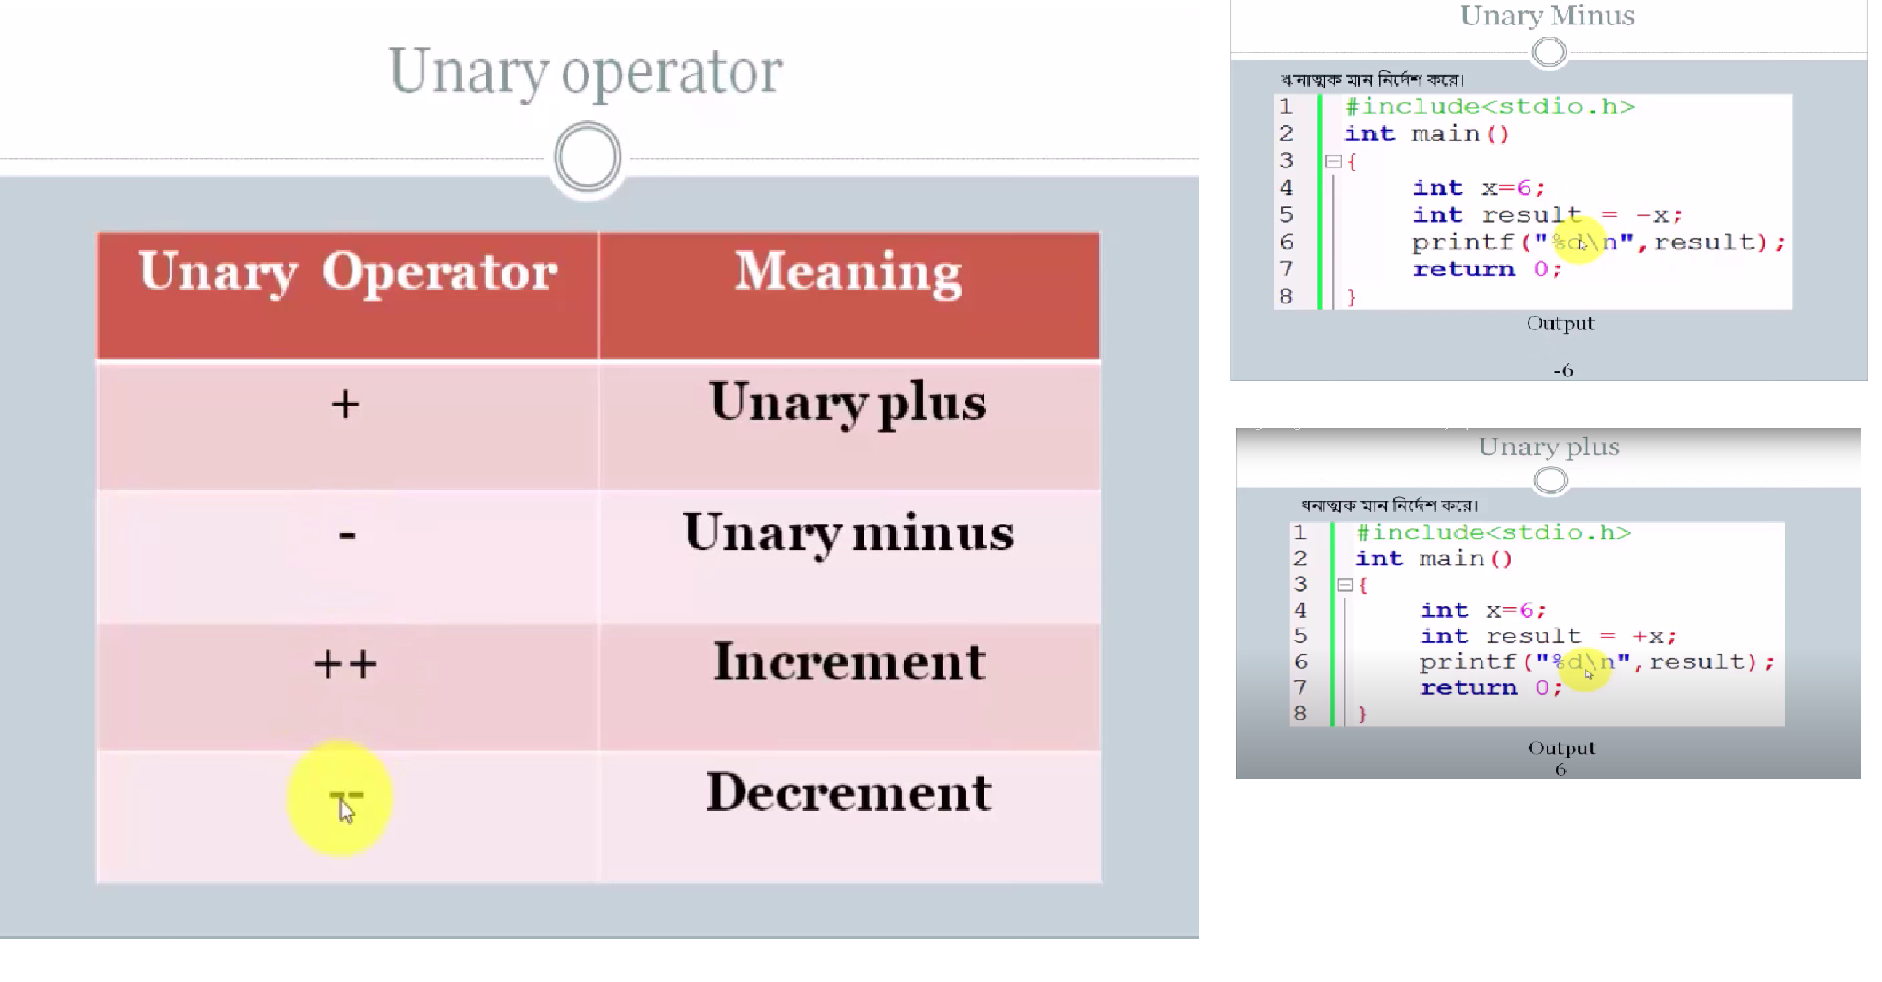 Unary operator
Unary Operator Meaning
+ Unary plus
- Unary minus
++ Increment
-- Decrement
Unary Minus
ঋনাত্মক মান নির্দেশ করে।
1 #include<stdio.h>
2 int main()
3 {
4 int x=6;
5 int result = -x;
6 printf("%d\n",result);
7 return 0;
8 }
Output
-6
Unary plus
ধনাত্মক মান নির্দেশ করে।
1 #include<stdio.h>
2 int main()
3 {
4 int x=6;
5 int result = +x;
6 printf("%d\n",result);
7 return 0;
8 }
Output
6